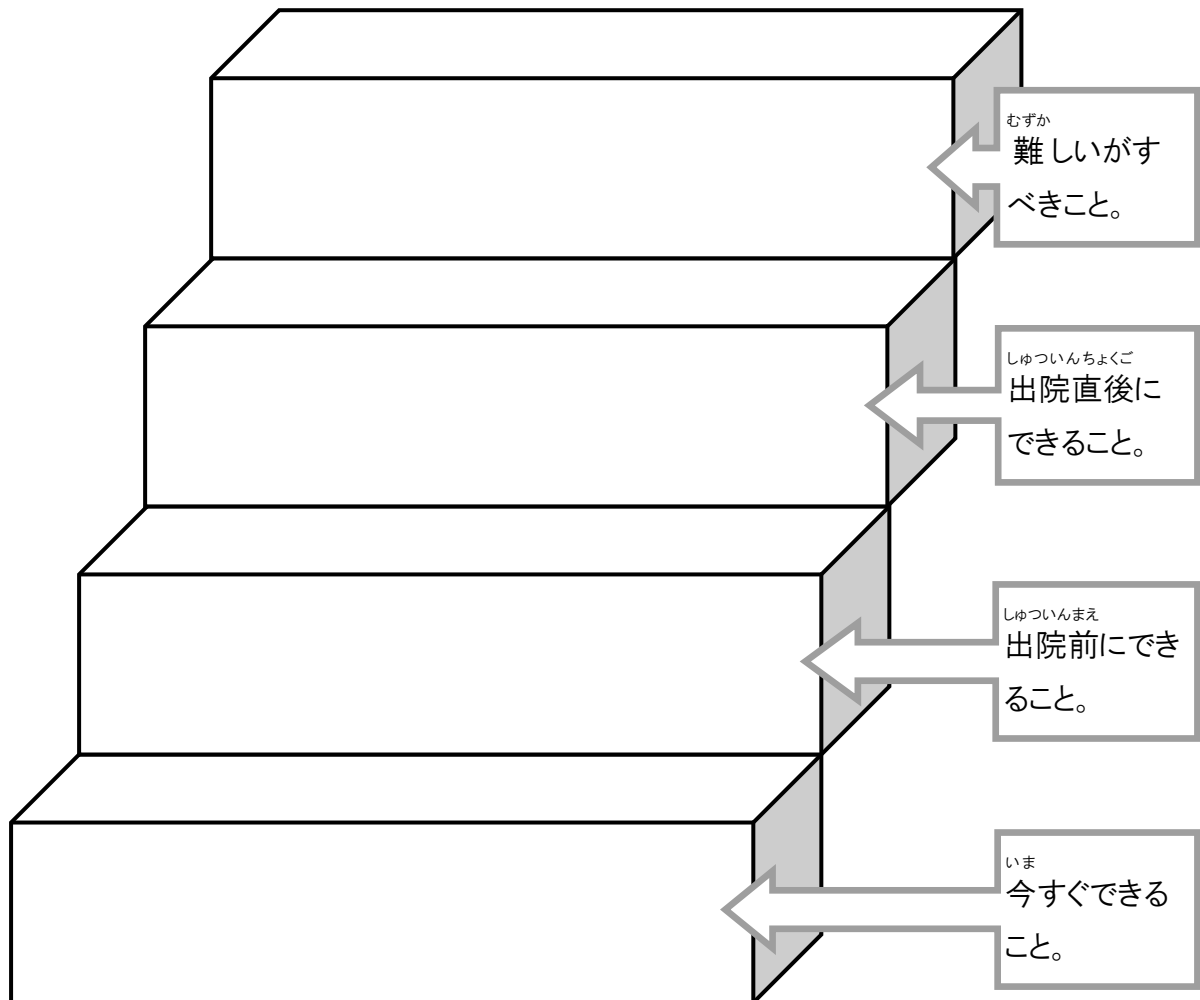 むずか
難しいがす
べきこと。
しゅついんちょくご
出院直後に
できること。
しゅついんまえ
出院前にでき
ること。
いま
今すぐできる
こと。